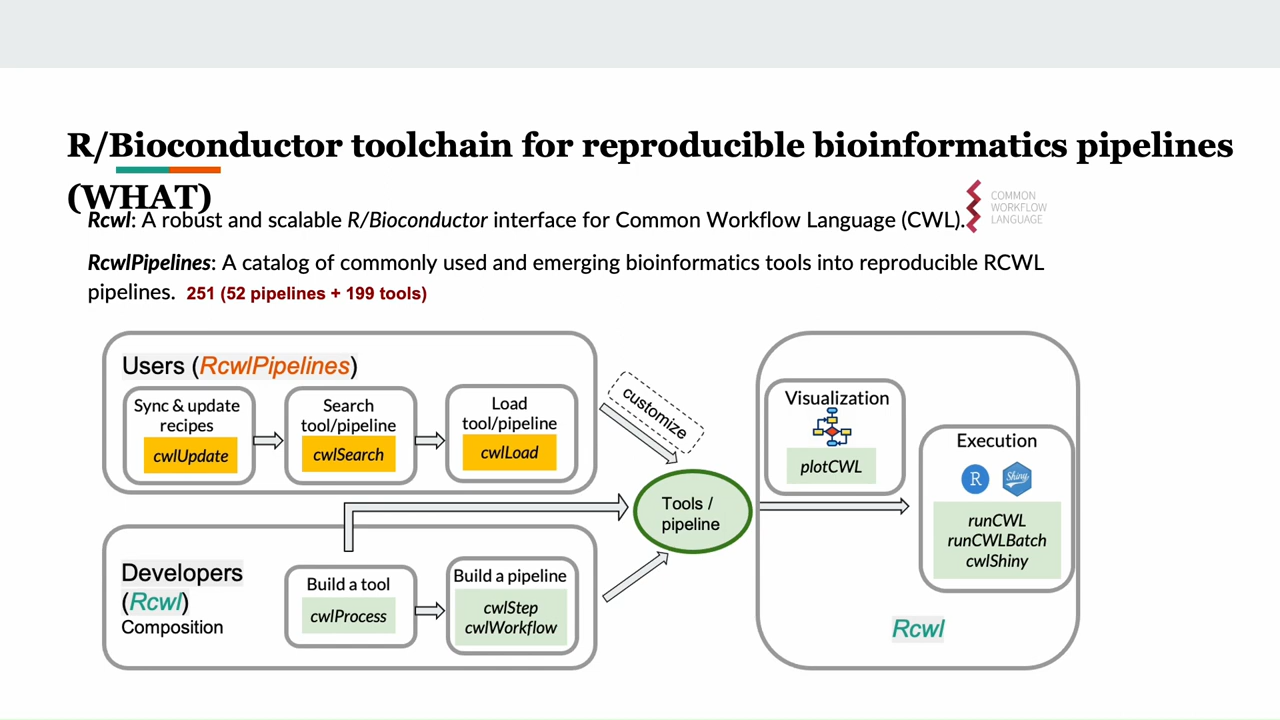 R/Bioconductor toolchain for reproducible bioinformatics pipelines
(WHAT)
Rcwl: A robust and scalable R/Bioconductor interface for Common Workflow Language (CWL).
COMMON
WORKFLOW
LANGUAGE
RcwlPipelines: A catalog of commonly used and emerging bioinformatics tools into reproducible RCWL
pipelines. 251 (52 pipelines + 199 tools)
Users (RcwlPipelines)
Sync & update
recipes
cwlUpdate
Search
tool/pipeline
cwlSearch
Load
tool/pipeline
cwlLoad
customize
Tools /
pipeline
Developers
(Rcwl)
Composition
Build a tool
cwlProcess
Build a pipeline
cwlStep
cwlWorkflow
Visualization
plotCWL
Execution
R
Shiny
runCWL
runCWLBatch
cwlShiny
Rcwl